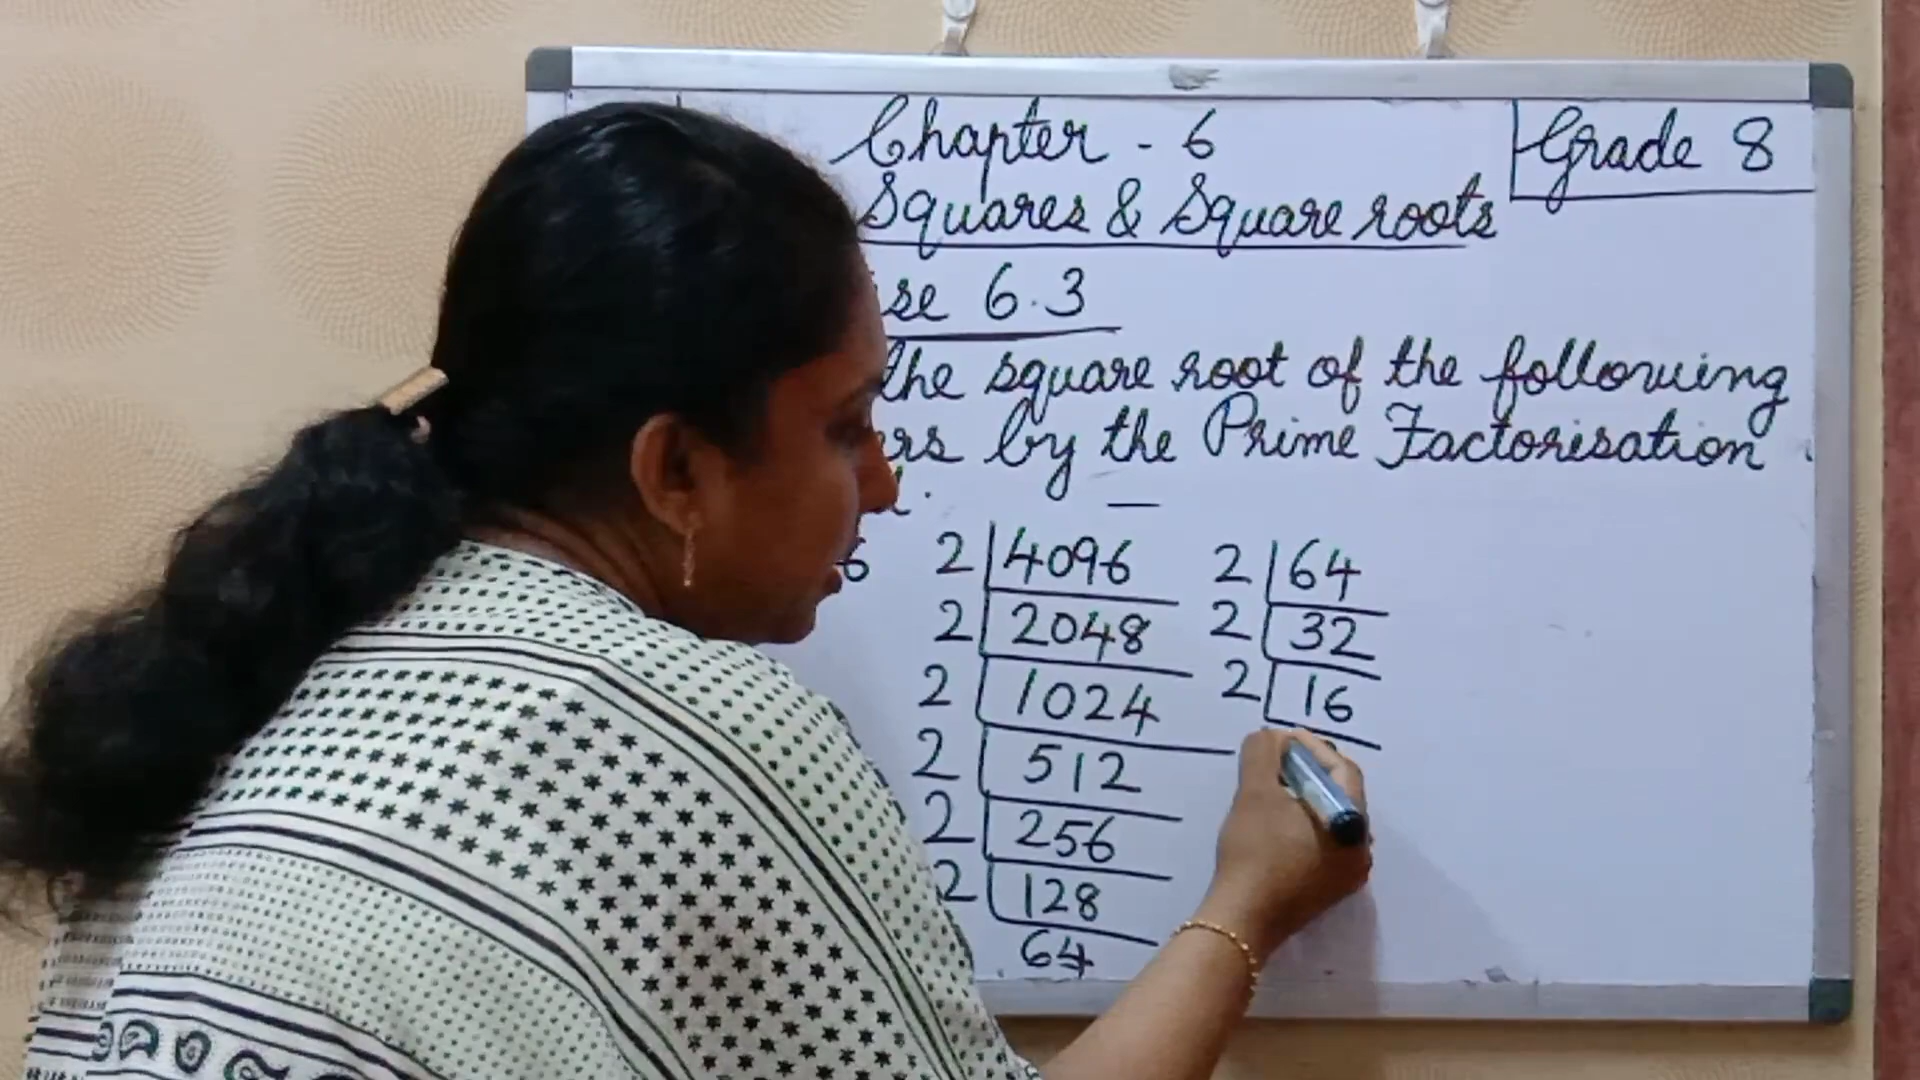 Chapter - 6
Grade 8
Squares & Square roots
se 6.3
the square root of the following
ers by the Prime Factorisation
6
2 | 4096
2 | 2048
2 | 1024
2 | 512
2 | 256
2 | 128
64
2 | 64
2 | 32
2 | 16